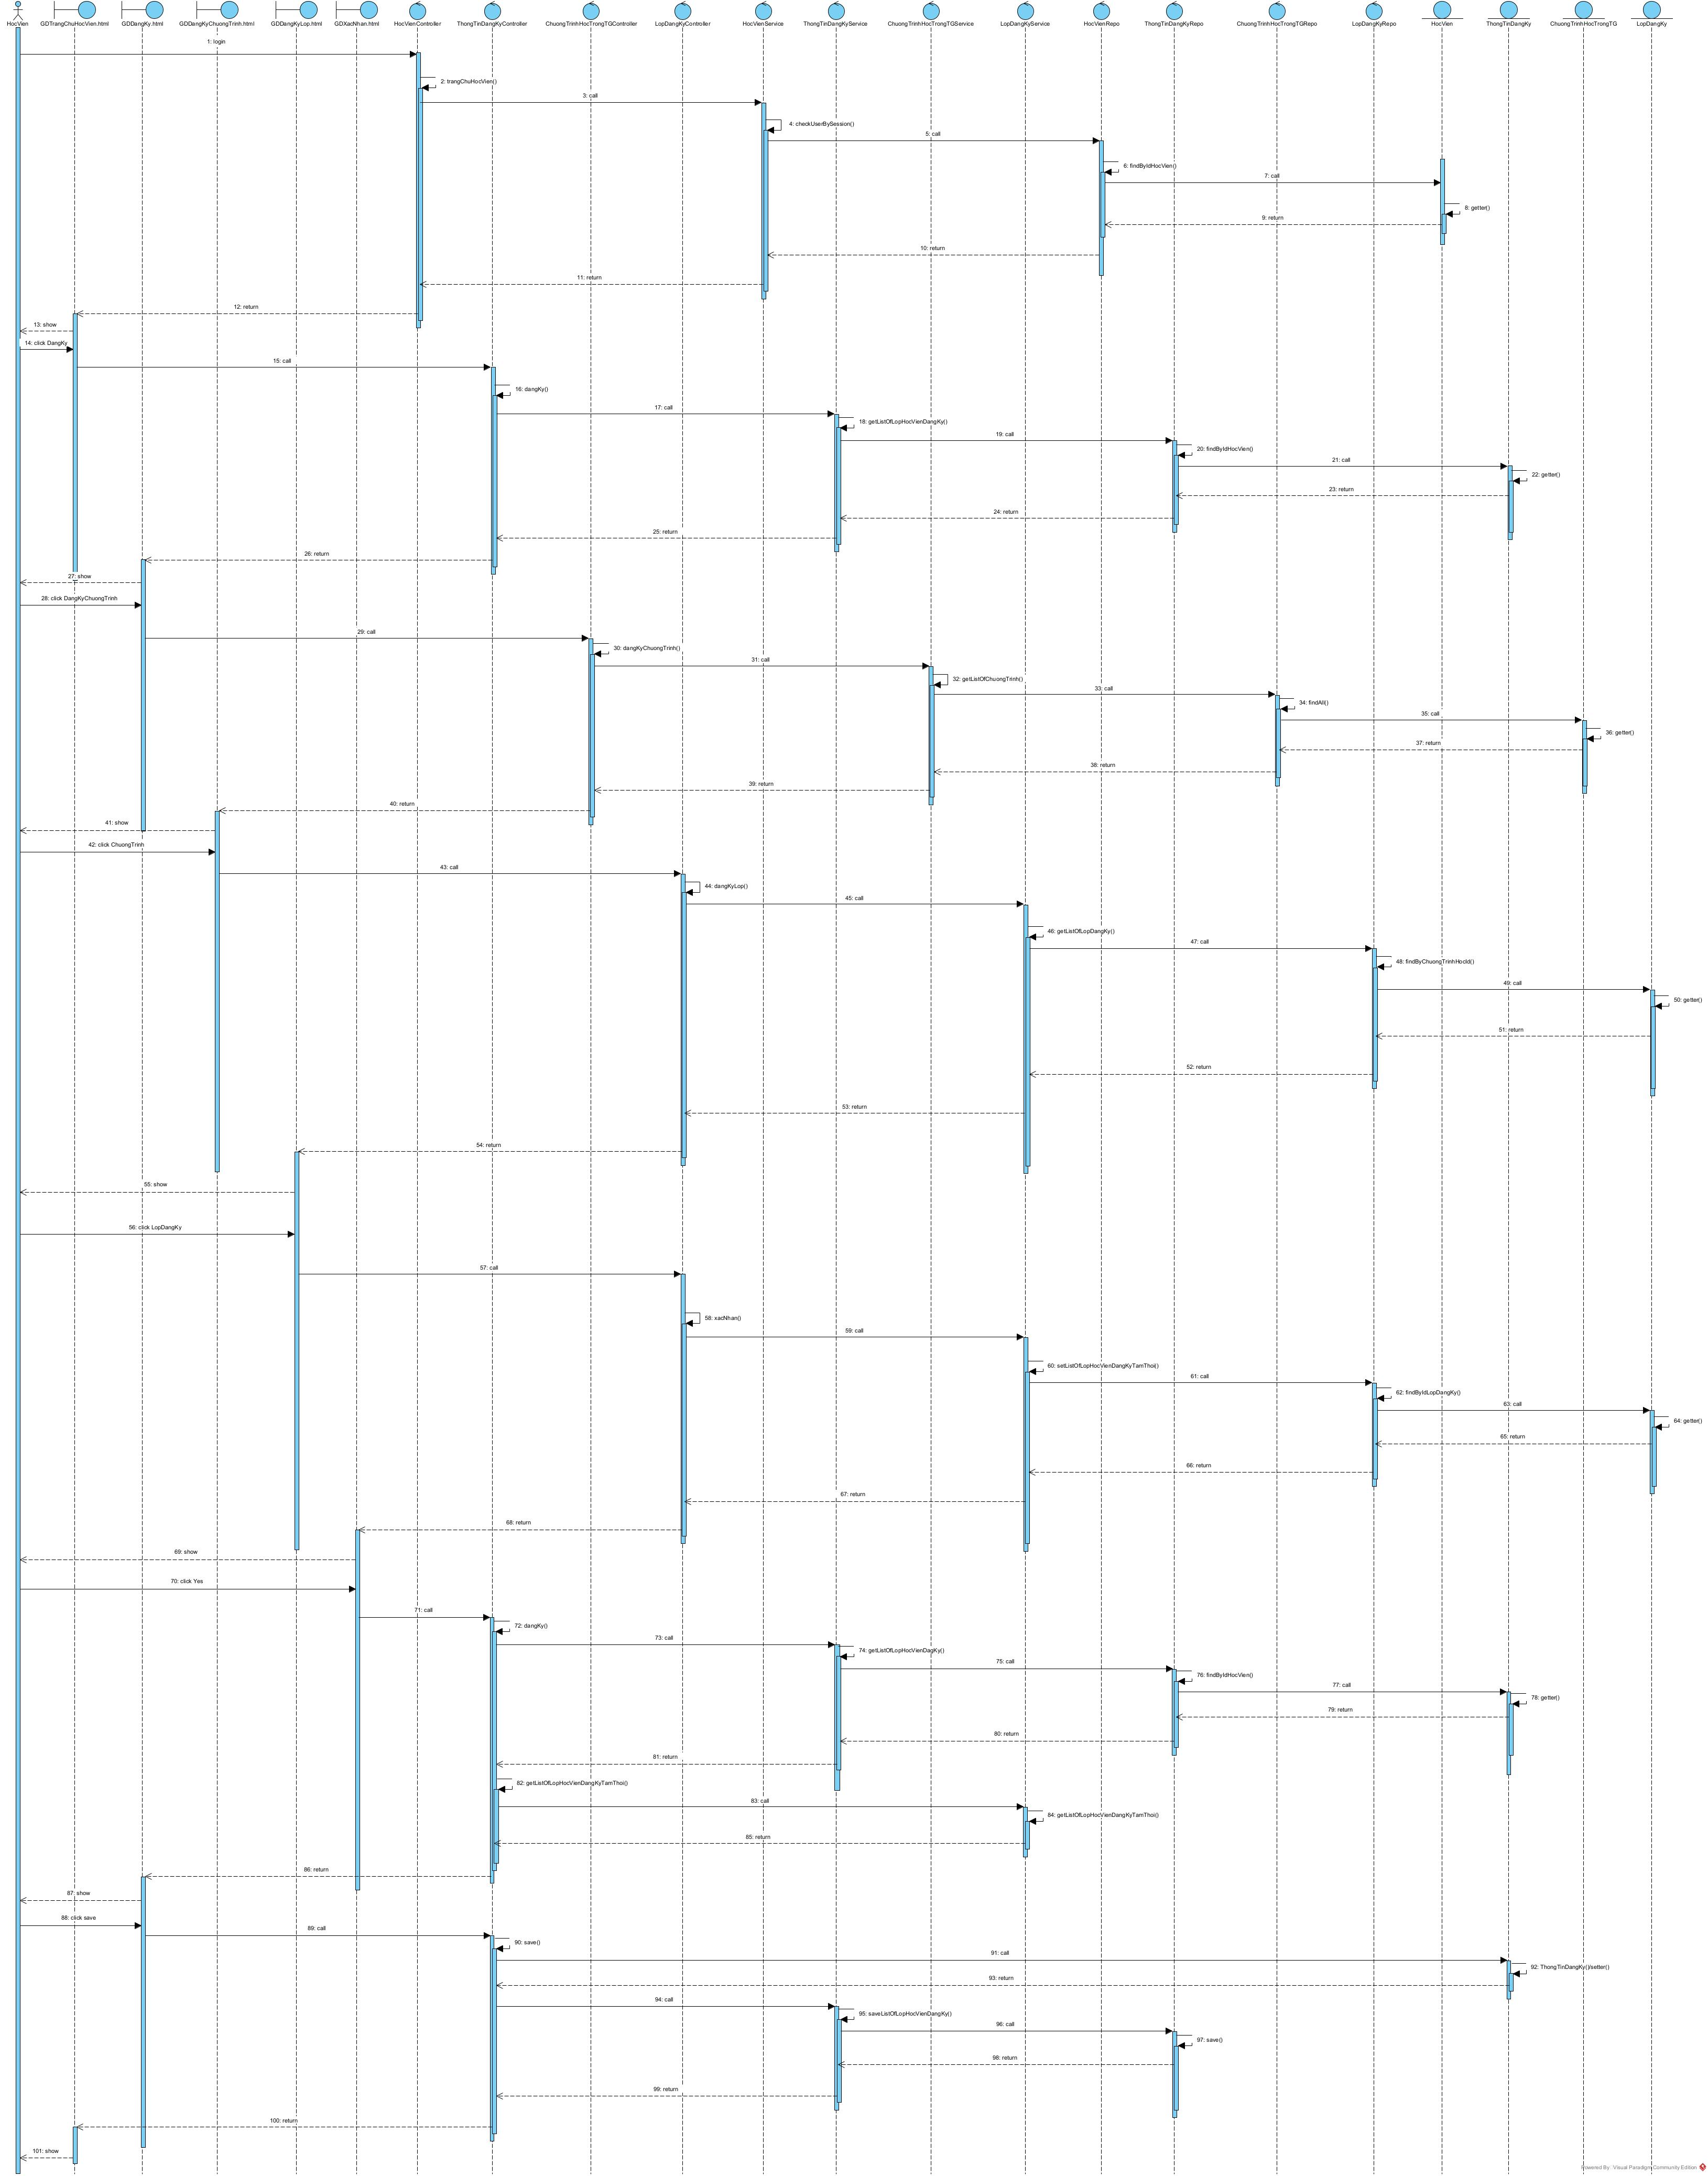 HocVien
GDTrangChuHocVien.html
GDDangKy.html
GDDangKyChuongTrinh.html
GDDangKyLop.html
GDXacNhan.html
HocVienController
ThongTinDangKyController
ChuongTrinhHocTrongTGController
LopDangKyController
HocVienService
ThongTinDangKyService
ChuongTrinhHocTrongTGService
LopDangKyService
HocVienRepo
ThongTinDangKyRepo
ChuongTrinhHocTrongTGRepo
LopDangKyRepo
HocVien
ThongTinDangKy
ChuongTrinhHocTrongTG
LopDangKy
1: login
2: trangChuHocVien()
3: call
4: checkUserBySession()
5: call
6: findByIdHocVien()
7: call
8: getter()
9: return
10: return
11: return
12: return
13: show
14: click DangKy
15: call
16: dangKy()
17: call
18: getListOfLopHocVienDangKy()
19: call
20: findByIdHocVien()
21: call
22: getter()
23: return
24: return
25: return
26: return
27: show
28: click DangKyChuongTrinh
29: call
30: dangKyChuongTrinh()
31: call
32: getListOfChuongTrinh()
33: call
34: findAll()
35: call
36: getter()
37: return
38: return
39: return
40: return
41: show
42: click ChuongTrinh
43: call
44: dangKyLop()
45: call
46: getListOfLopDangKy()
47: call
48: findByChuongTrinhHocId()
49: call
50: getter()
51: return
52: return
53: return
54: return
55: show
56: click LopDangKy
57: call
58: xacNhan()
59: call
60: setListOfLopHocVienDangKyTamThoi()
61: call
62: findByIdLopDangKy()
63: call
64: getter()
65: return
66: return
67: return
68: return
69: show
70: click Yes
71: call
72: dangKy()
73: call
74: getListOfLopHocVienDagKy()
75: call
76: findByIdHocVien()
77: call
78: getter()
79: return
80: return
81: return
82: getListOfLopHocVienDangKyTamThoi()
83: call
84: getListOfLopHocVienDangKyTamThoi()
85: return
86: return
87: show
88: click save
89: call
90: save()
91: call
92: ThongTinDangKy()/setter()
93: return
94: call
95: saveListOfLopHocVienDangKy()
96: call
97: save()
98: return
99: return
100: return
101: show
Powered By: Visual Paradigm Community Edition